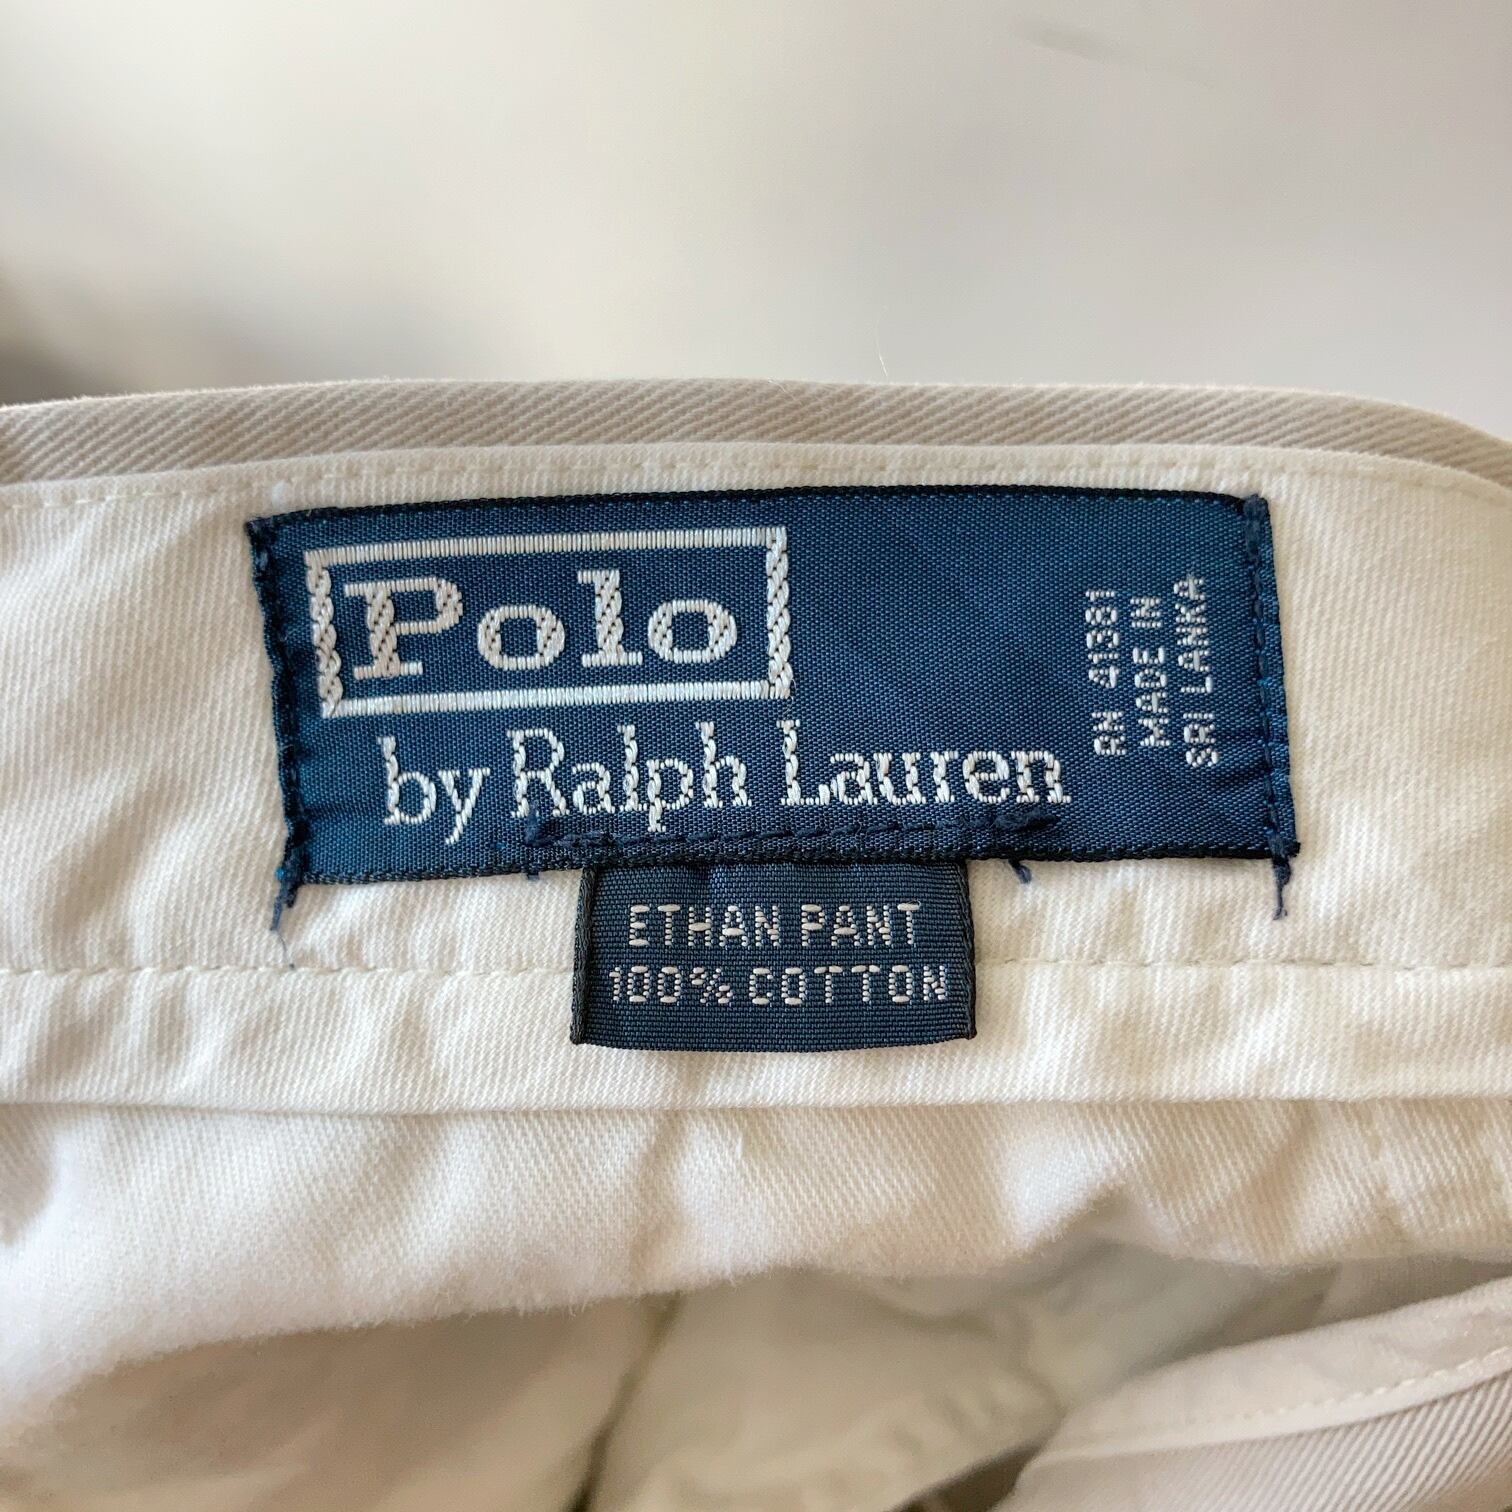 Polo
by Ralph Lauren
RN 41381
MADE IN
SRI LANKA
ETHAN PANT
100% COTTON